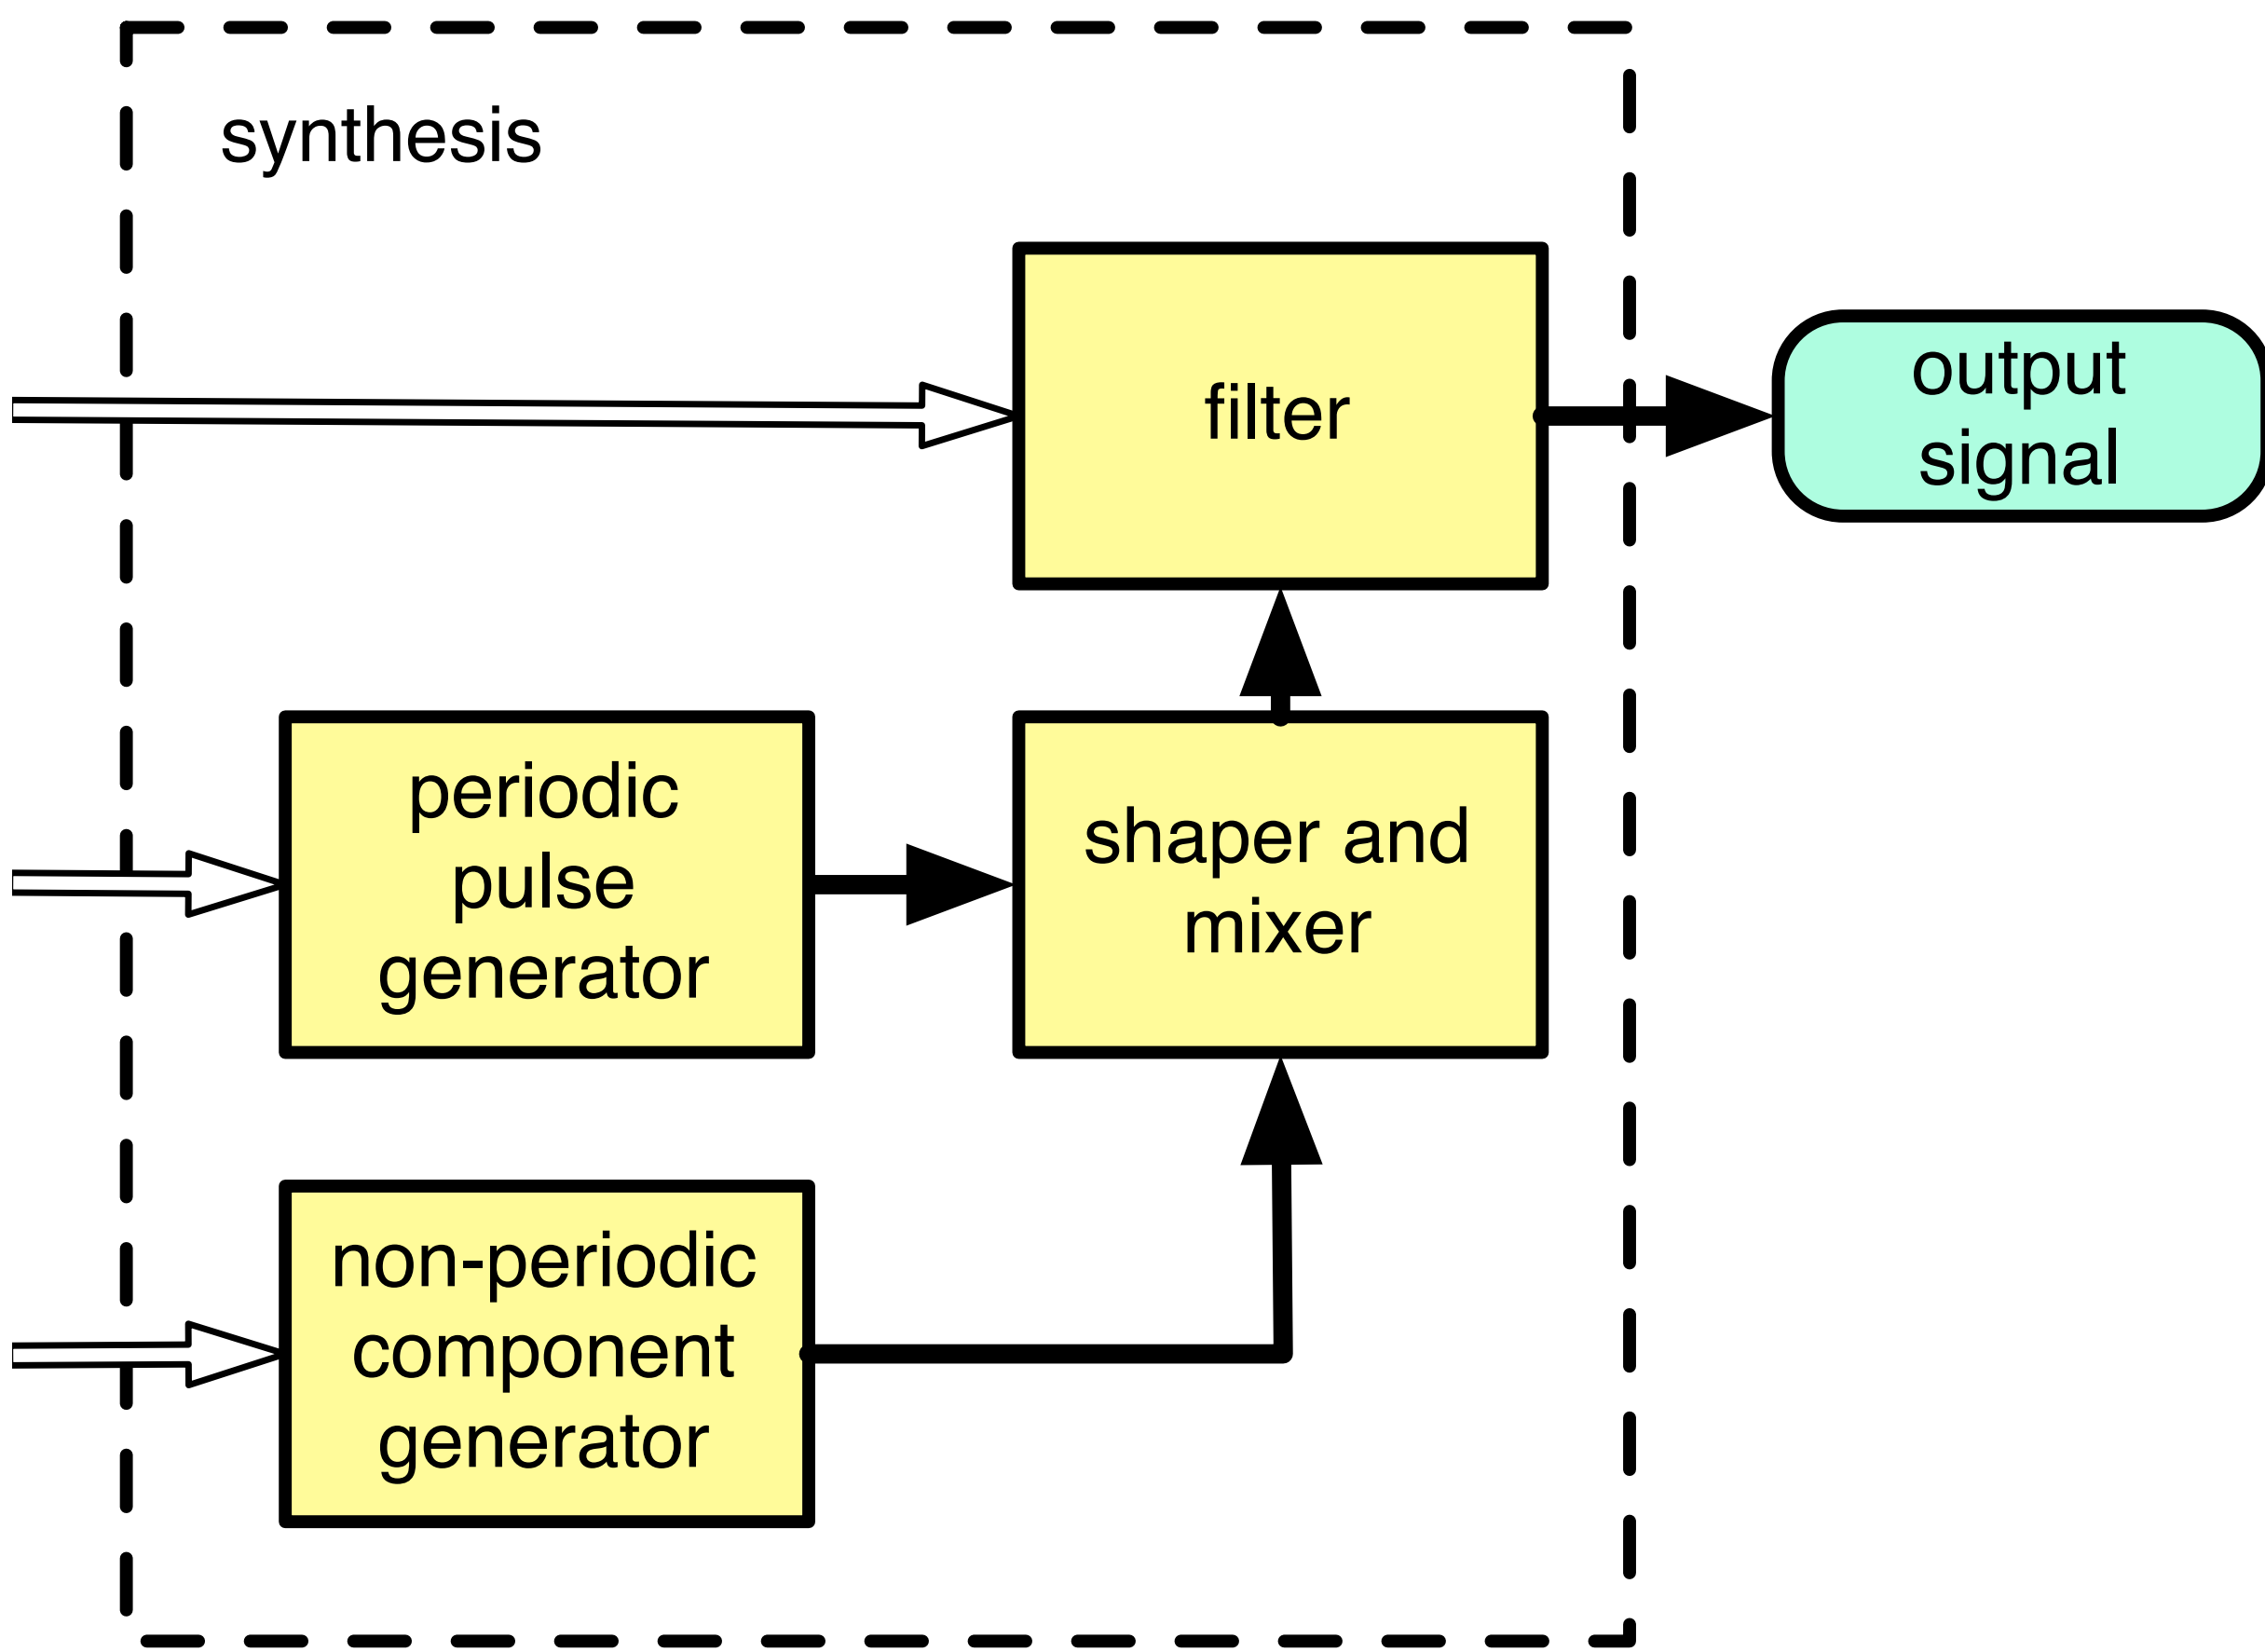 synthesis
filter
output
signal
periodic
pulse
generator
shaper and
mixer
non-periodic
component
generator